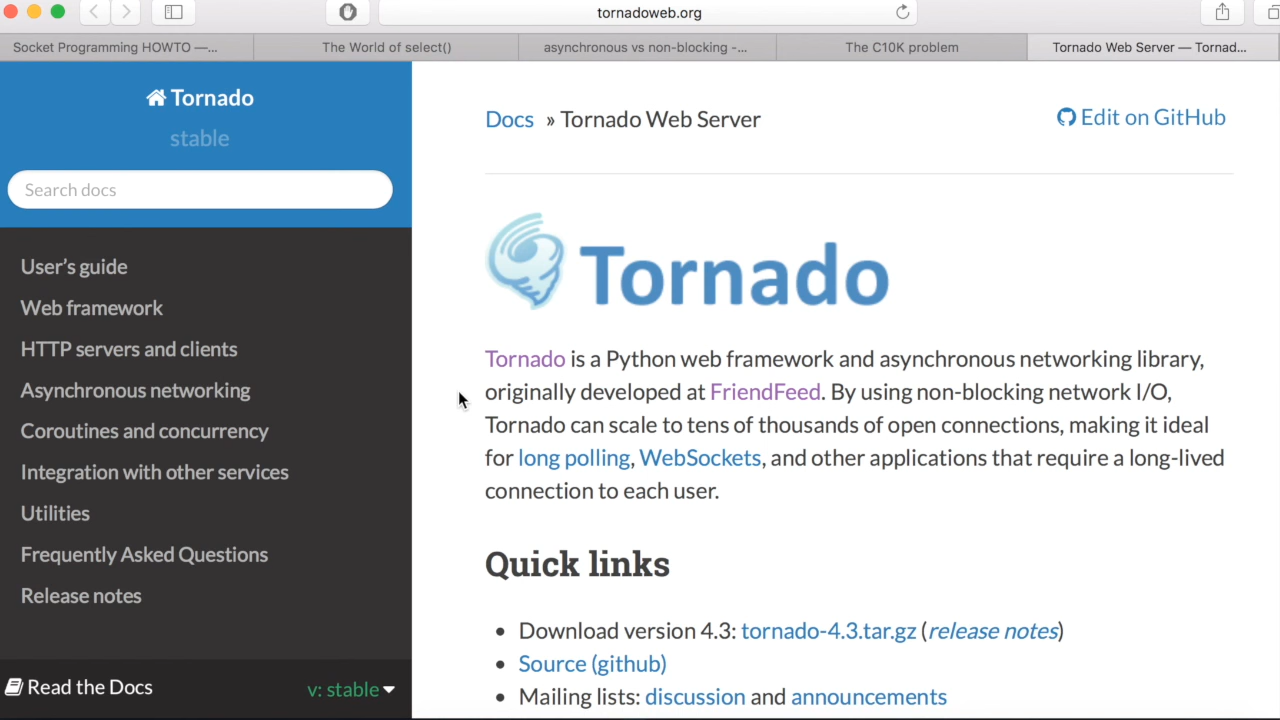 tornadoweb.org
Socket Programming HOWTO —...
The World of select()
asynchronous vs non-blocking -...
The C10K problem
Tornado Web Server — Tornad...
Tornado
stable
Search docs
User's guide
Web framework
HTTP servers and clients
Asynchronous networking
Coroutines and concurrency
Integration with other services
Utilities
Frequently Asked Questions
Release notes
Read the Docs
v: stable
Docs » Tornado Web Server
Edit on GitHub
Tornado
Tornado is a Python web framework and asynchronous networking library,
originally developed at FriendFeed. By using non-blocking network I/O,
Tornado can scale to tens of thousands of open connections, making it ideal
for long polling, WebSockets, and other applications that require a long-lived
connection to each user.
Quick links
• Download version 4.3: tornado-4.3.tar.gz (release notes)
• Source (github)
• Mailing lists: discussion and announcements